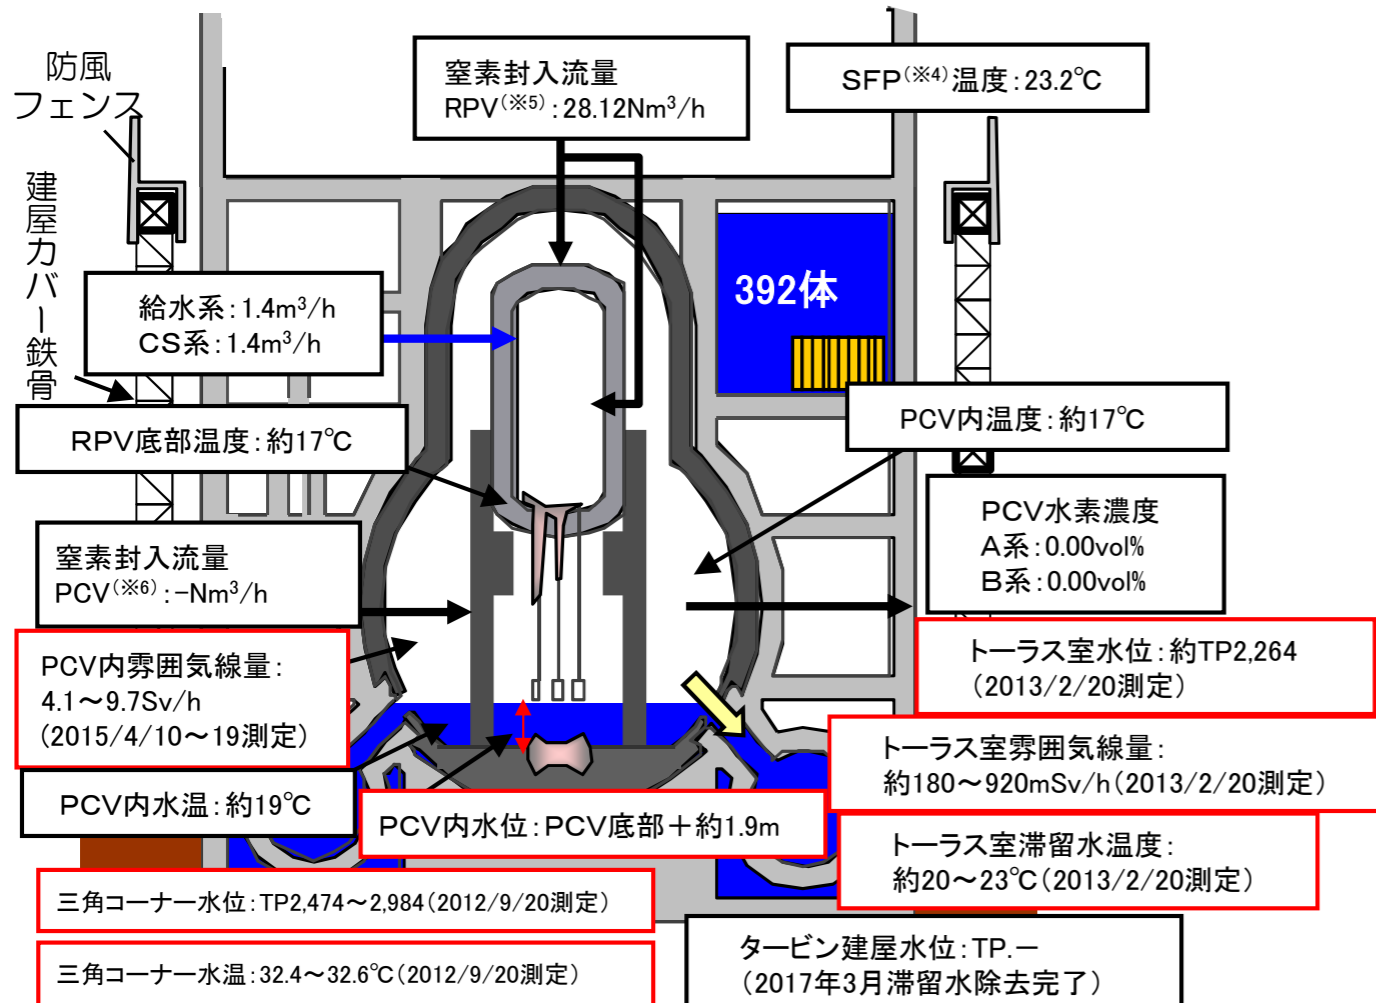 防風
フェンス
窒素封入流量
RPV(※5):28.12Nm³/h
SFP(※4)温度:23.2℃
建屋カバー鉄骨
給水系:1.4m³/h
CS系:1.4m³/h
392体
RPV底部温度:約17℃
PCV内温度:約17℃
窒素封入流量
PCV(※6):-Nm³/h
PCV水素濃度
A系:0.00vol%
B系:0.00vol%
PCV内雰囲気線量:
4.1～9.7Sv/h
(2015/4/10～19測定)
トーラス室水位:約TP2,264
(2013/2/20測定)
トーラス室雰囲気線量:
約180～920mSv/h(2013/2/20測定)
PCV内水温:約19℃
PCV内水位:PCV底部＋約1.9m
トーラス室滞留水温度:
約20～23℃(2013/2/20測定)
三角コーナー水位:TP2,474～2,984(2012/9/20測定)
三角コーナー水温:32.4～32.6℃(2012/9/20測定)
タービン建屋水位:TP.－
(2017年3月滞留水除去完了)